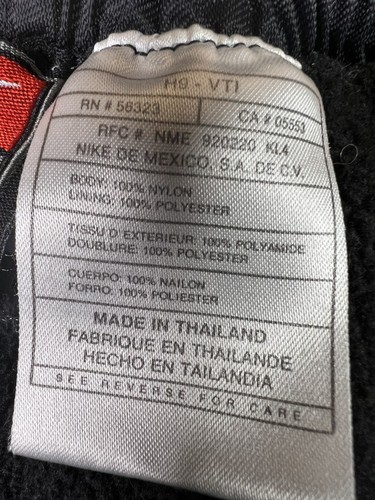 H9 - VTI
RN # 56323 CA # 05553
RFC # NME 920220 KL4
NIKE DE MEXICO, S.A. DE C.V.
BODY: 100% NYLON
LINING: 100% POLYESTER
TISSU D'EXTERIEUR: 100% POLYAMIDE
DOUBLURE: 100% POLYESTER
CUERPO: 100% NAILON
FORRO: 100% POLIESTER
MADE IN THAILAND
FABRIQUE EN THAILANDE
HECHO EN TAILANDIA
SEE REVERSE FOR CARE